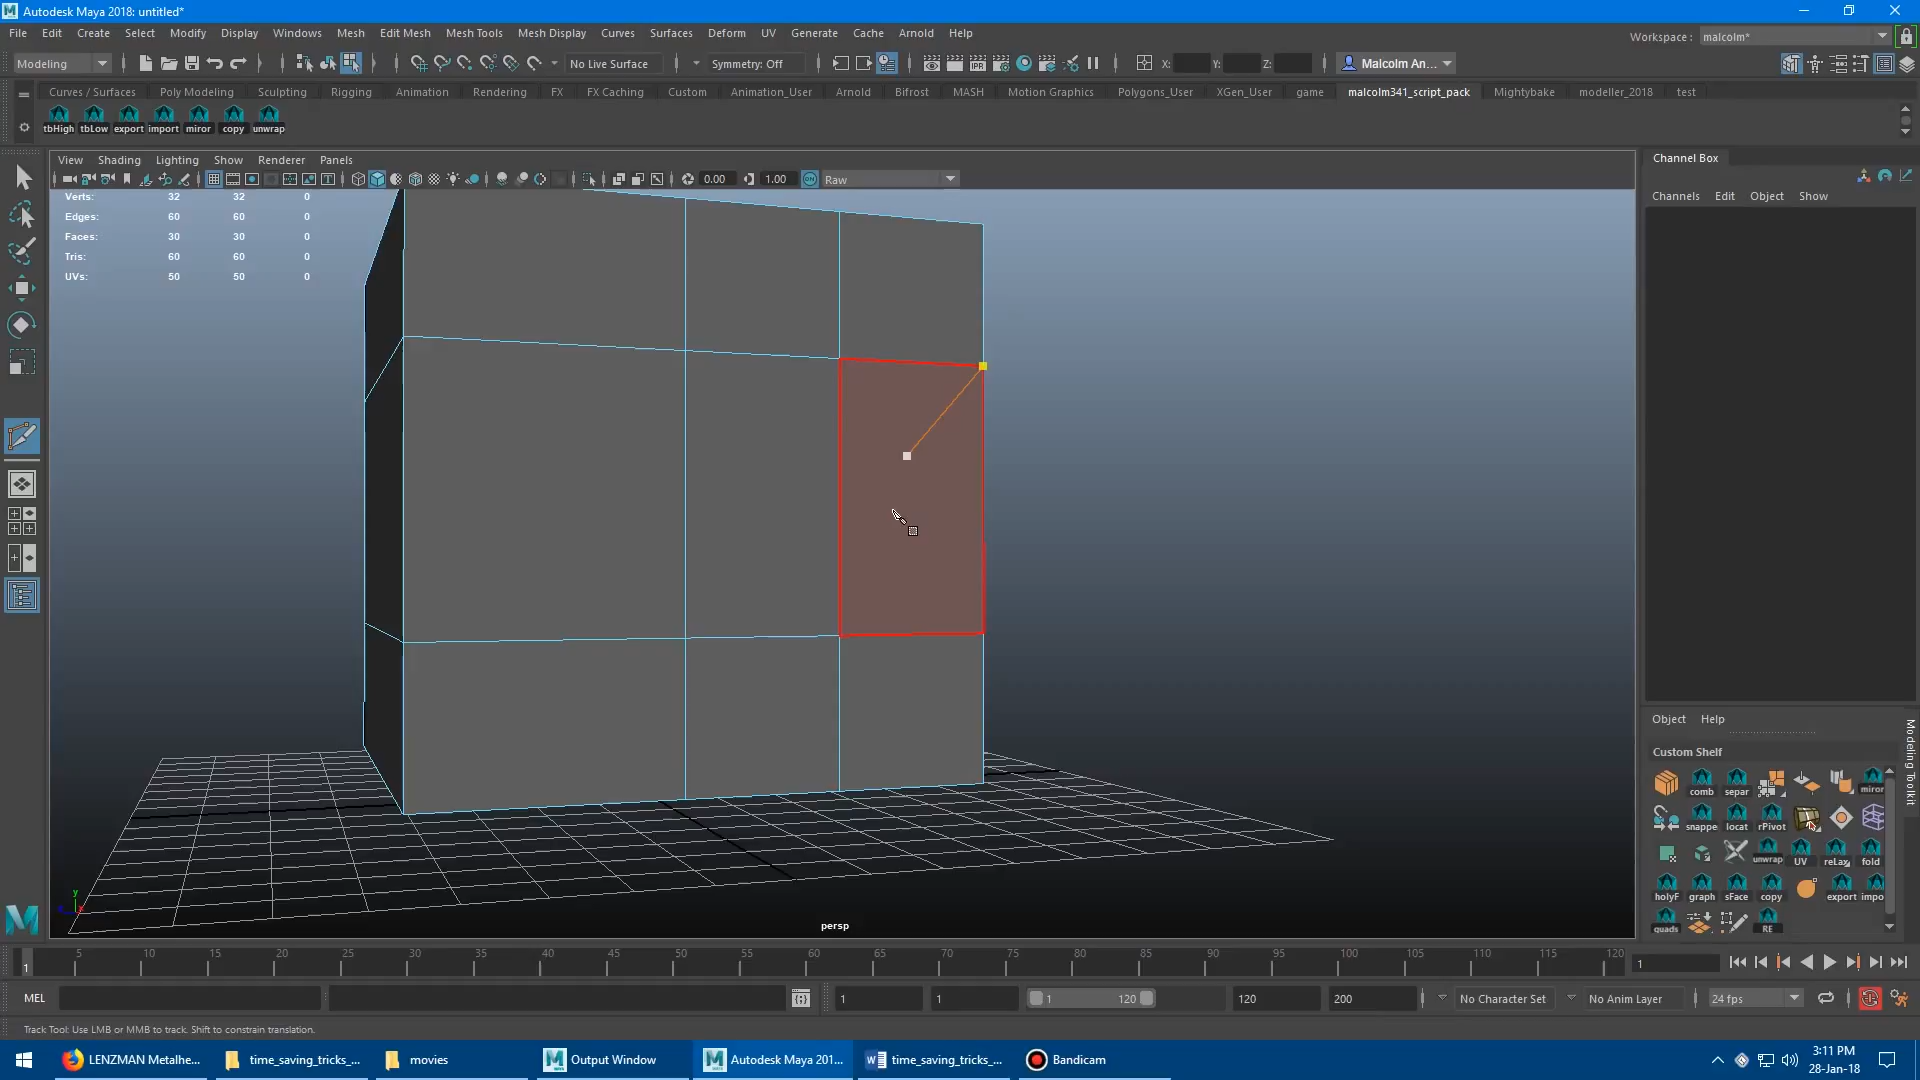 Autodesk Maya 2018: untitled*
File Edit Create Select Modify Display Windows Mesh Edit Mesh Mesh Tools Mesh Display Curves Surfaces Deform UV Generate Cache Arnold Help
Workspace : malcolm*
Modeling No Live Surface Symmetry: Off X: Y: Z: Malcolm An...
Curves / Surfaces Poly Modeling Sculpting Rigging Animation Rendering FX FX Caching Custom Animation_User Arnold Bifrost MASH Motion Graphics Polygons_User XGen_User game malcolm341_script_pack Mightybake modeller_2018 test
tbHigh tbLow export import miror copy unwrap
View Shading Lighting Show Renderer Panels
0.00 1.00 Raw
Verts: 32 32 0
Edges: 60 60 0
Faces: 30 30 0
Tris: 60 60 0
UVs: 50 50 0
persp
Channel Box
Channels Edit Object Show
Object Help
Custom Shelf
comb separ miror
snappe locat rPivot
unwrap UV reLax fold
holyF graph sFace copy export impo
quads RE
Modeling Toolkit
1 5 10 15 20 25 30 35 40 45 50 55 60 65 70 75 80 85 90 95 100 105 110 115 120 1
MEL 1 1 1 120 120 200 No Character Set No Anim Layer 24 fps
Track Tool: Use LMB or MMB to track. Shift to constrain translation.
LENZMAN Metalhe... time_saving_tricks_... movies Output Window Autodesk Maya 201... time_saving_tricks_... Bandicam
3:11 PM
28-Jan-18